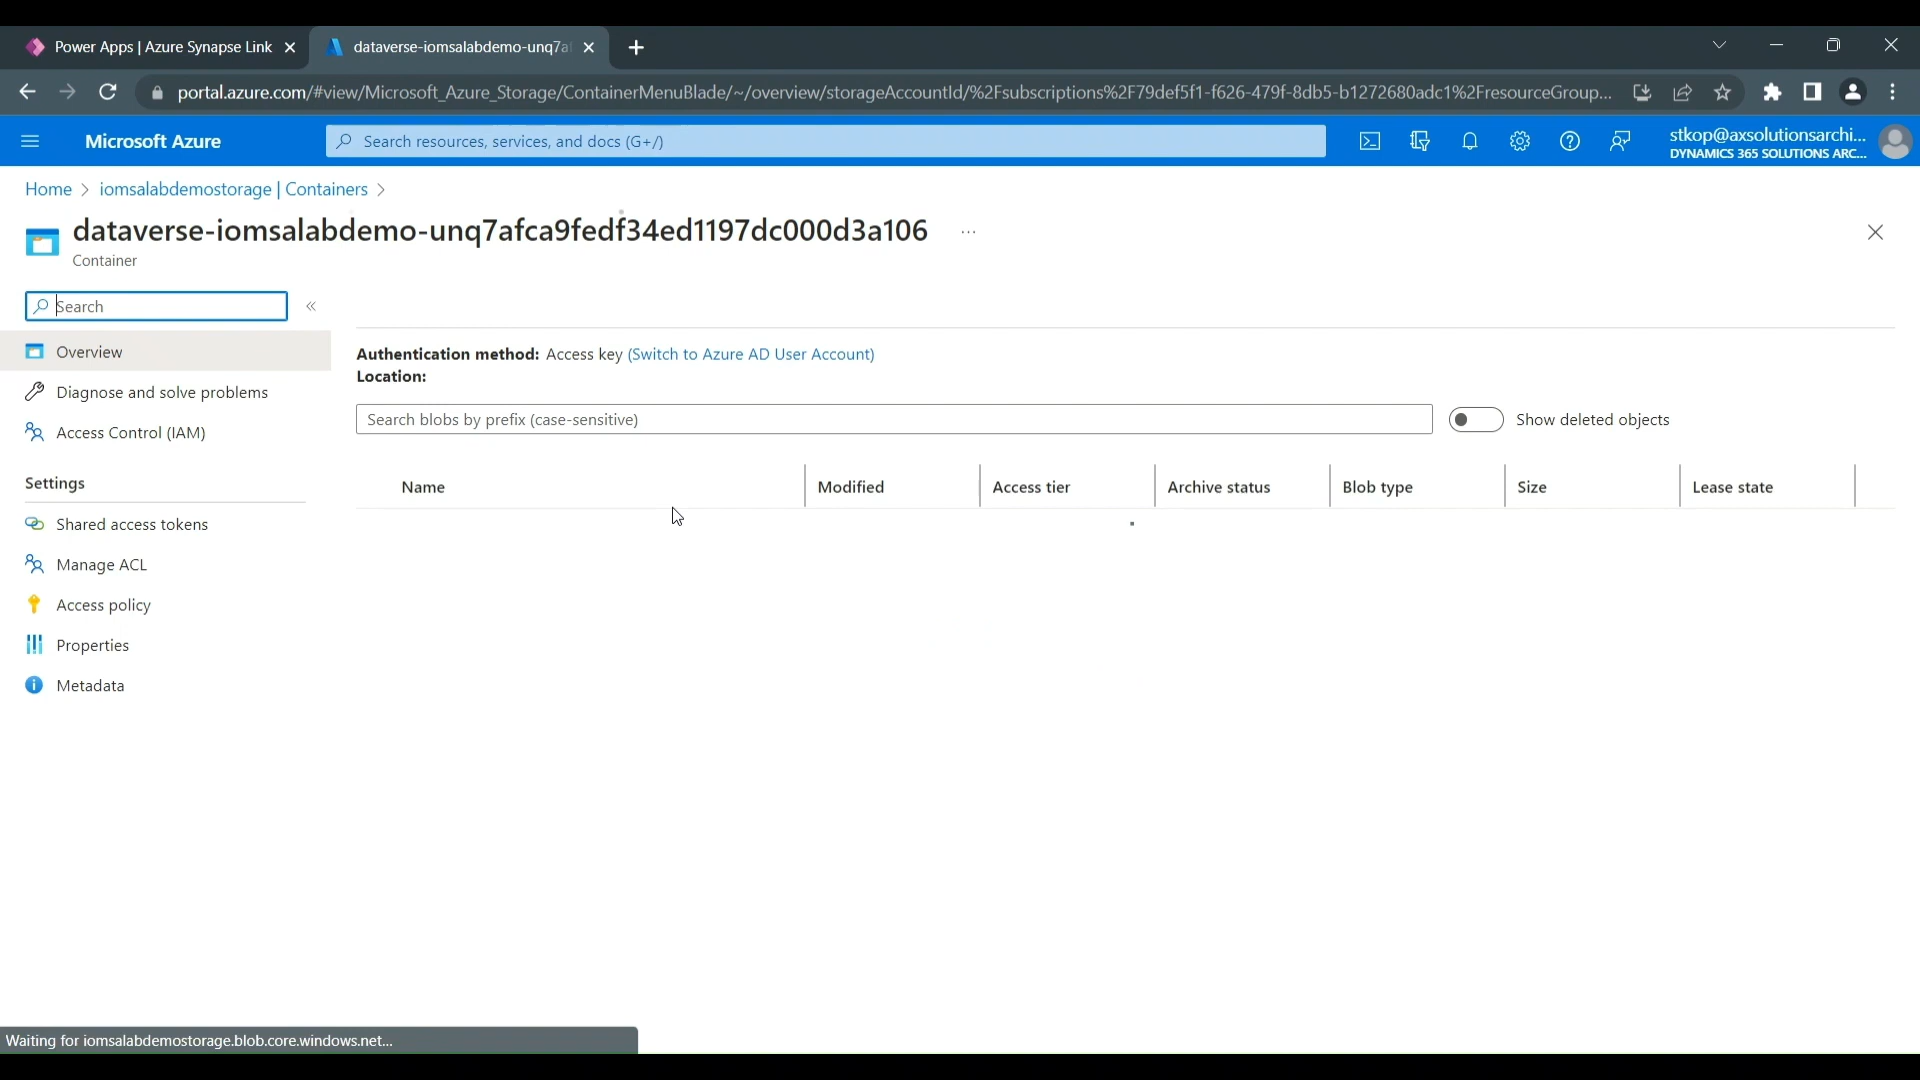 Power Apps | Azure Synapse Link
dataverse-iomsalabdemo-unq7a
portal.azure.com/#view/Microsoft_Azure_Storage/ContainerMenuBlade/~/overview/storageAccountId/%2Fsubscriptions%2F79def5f1-f626-479f-8db5-b1272680adc1%2FresourceGroup...
Microsoft Azure
Search resources, services, and docs (G+/)
stkop@axsolutionsarchi...
DYNAMICS 365 SOLUTIONS ARC...
Home > iomsalabdemostorage | Containers >
dataverse-iomsalabdemo-unq7afca9fedf34ed1197dc000d3a106 ...
Container
Search
Overview
Diagnose and solve problems
Access Control (IAM)
Settings
Shared access tokens
Manage ACL
Access policy
Properties
Metadata
Authentication method: Access key (Switch to Azure AD User Account)
Location:
Search blobs by prefix (case-sensitive)
Show deleted objects
Name Modified Access tier Archive status Blob type Size Lease state
Waiting for iomsalabdemostorage.blob.core.windows.net...